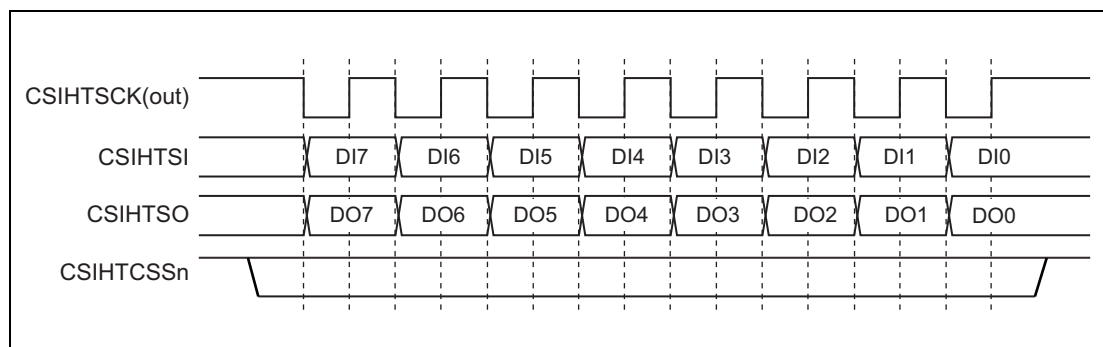 CSIHTSCK(out)
CSIHTSI DI7 DI6 DI5 DI4 DI3 DI2 DI1 DI0
CSIHTSO DO7 DO6 DO5 DO4 DO3 DO2 DO1 DO0
CSIHTCSSn